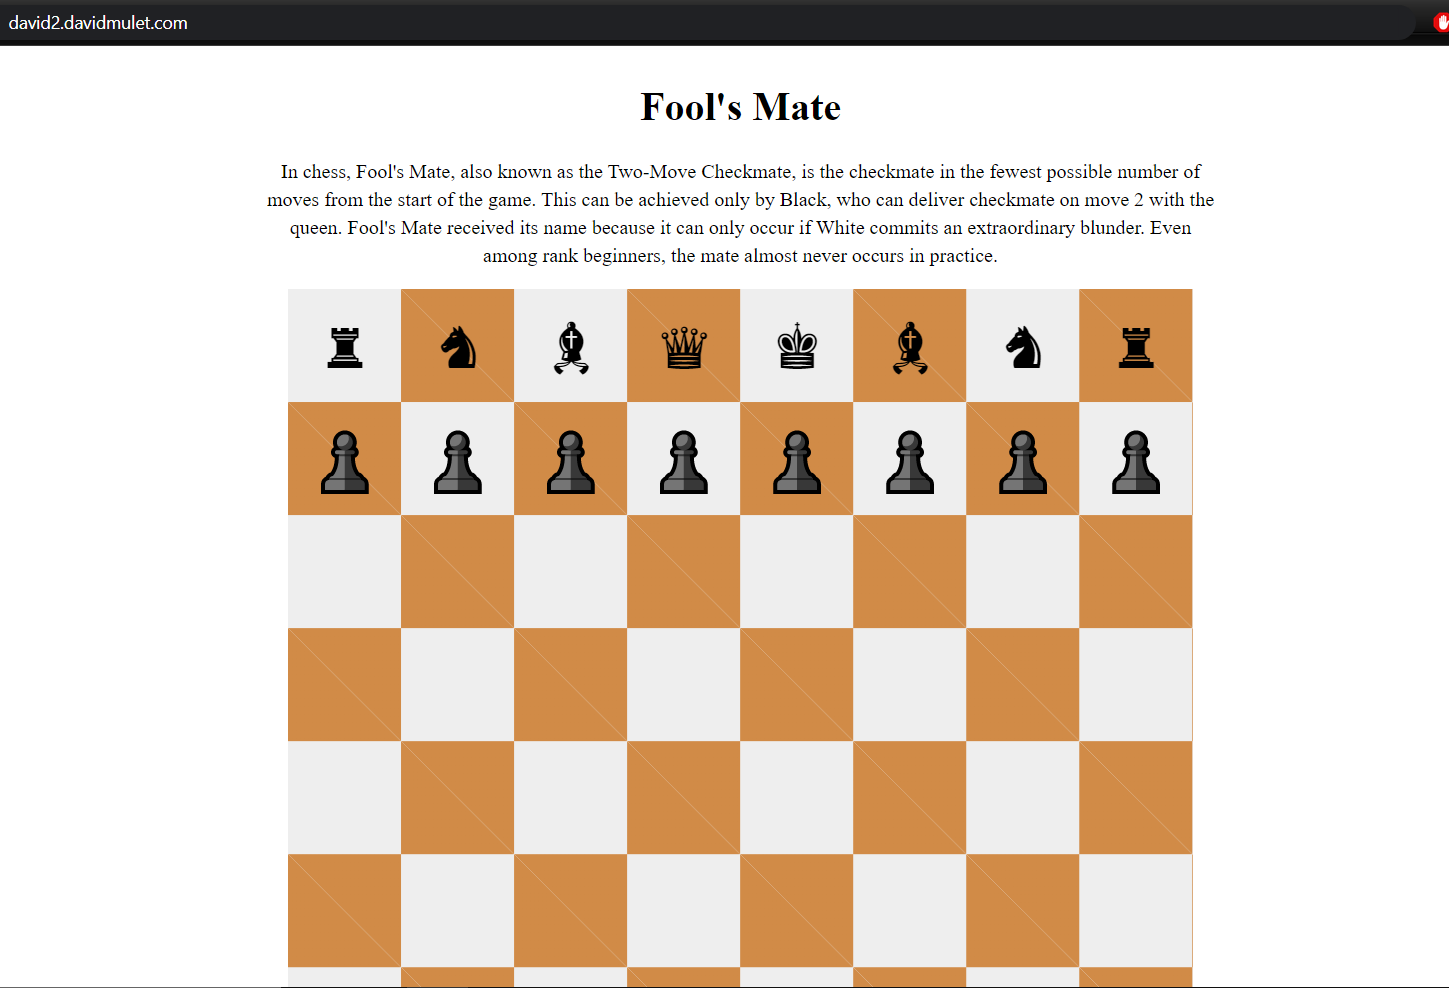 david2.davidmulet.com
Fool's Mate
In chess, Fool's Mate, also known as the Two-Move Checkmate, is the checkmate in the fewest possible number of
moves from the start of the game. This can be achieved only by Black, who can deliver checkmate on move 2 with the
queen. Fool's Mate received its name because it can only occur if White commits an extraordinary blunder. Even
among rank beginners, the mate almost never occurs in practice.